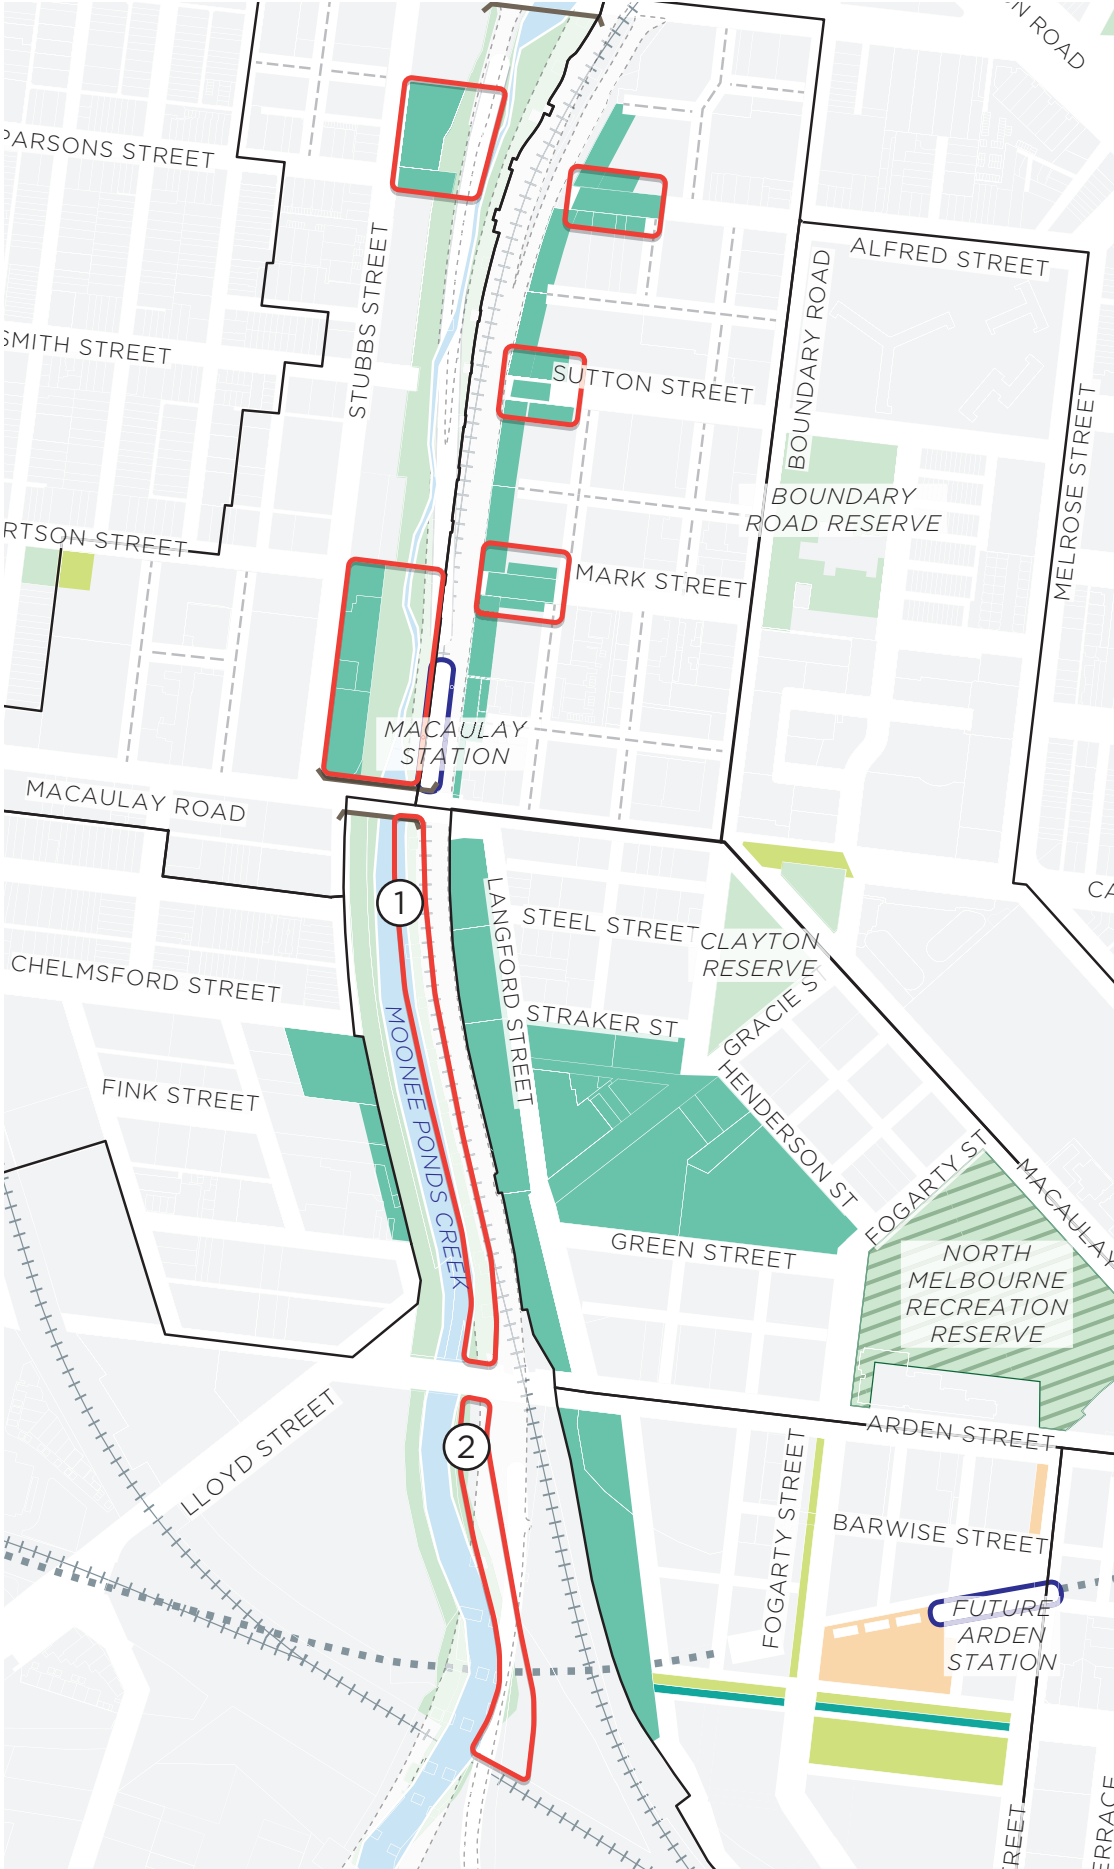 N ROAD
PARSONS STREET
ALFRED STREET
STUBBS STREET
BOUNDARY ROAD
SMITH STREET
SUTTON STREET
MELROSE STREET
BOUNDARY
ROAD RESERVE
RTSON STREET
MARK STREET
MACAULAY
STATION
MACAULAY ROAD
CA
1
LANGFORD STREET
STEEL STREET
CLAYTON
RESERVE
CHELMSFORD STREET
GRACIE S
STRAKER ST
MOONEE PONDS CREEK
FINK STREET
HENDERSON ST
FOGARTY ST
MACAULAY
GREEN STREET
NORTH
MELBOURNE
RECREATION
RESERVE
LLOYD STREET
2
ARDEN STREET
FOGARTY STREET
BARWISE STREET
FUTURE
ARDEN
STATION
REET
ERRACE